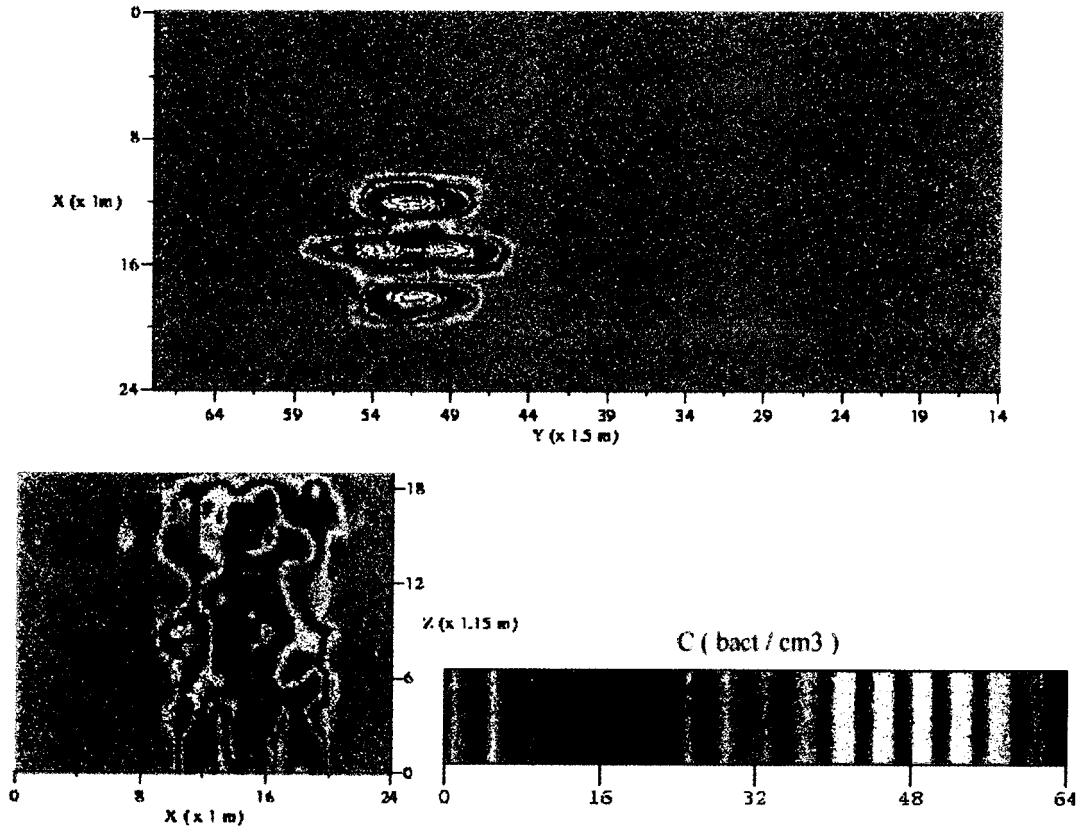 0
8
X (x 1m)
16
24
64 59 54 49 44 39 34 29 24 19 14
Y (x 1.5 m)
18
12
Z (x 1.15 m)
6
0
0 8 16 24
X (x 1 m)
C ( bact / cm3 )
0 16 32 48 64